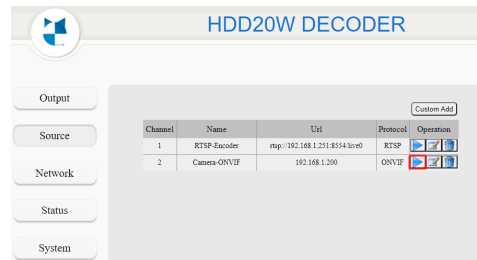 HDD20W DECODER
Output
Source
Network
Status
System
Custom Add
Channel Name Url Protocol Operation
1 RTSP-Encoder rtsp://192.168.1.251:8554/live0 RTSP
2 Camera-ONVIF 192.168.1.200 ONVIF